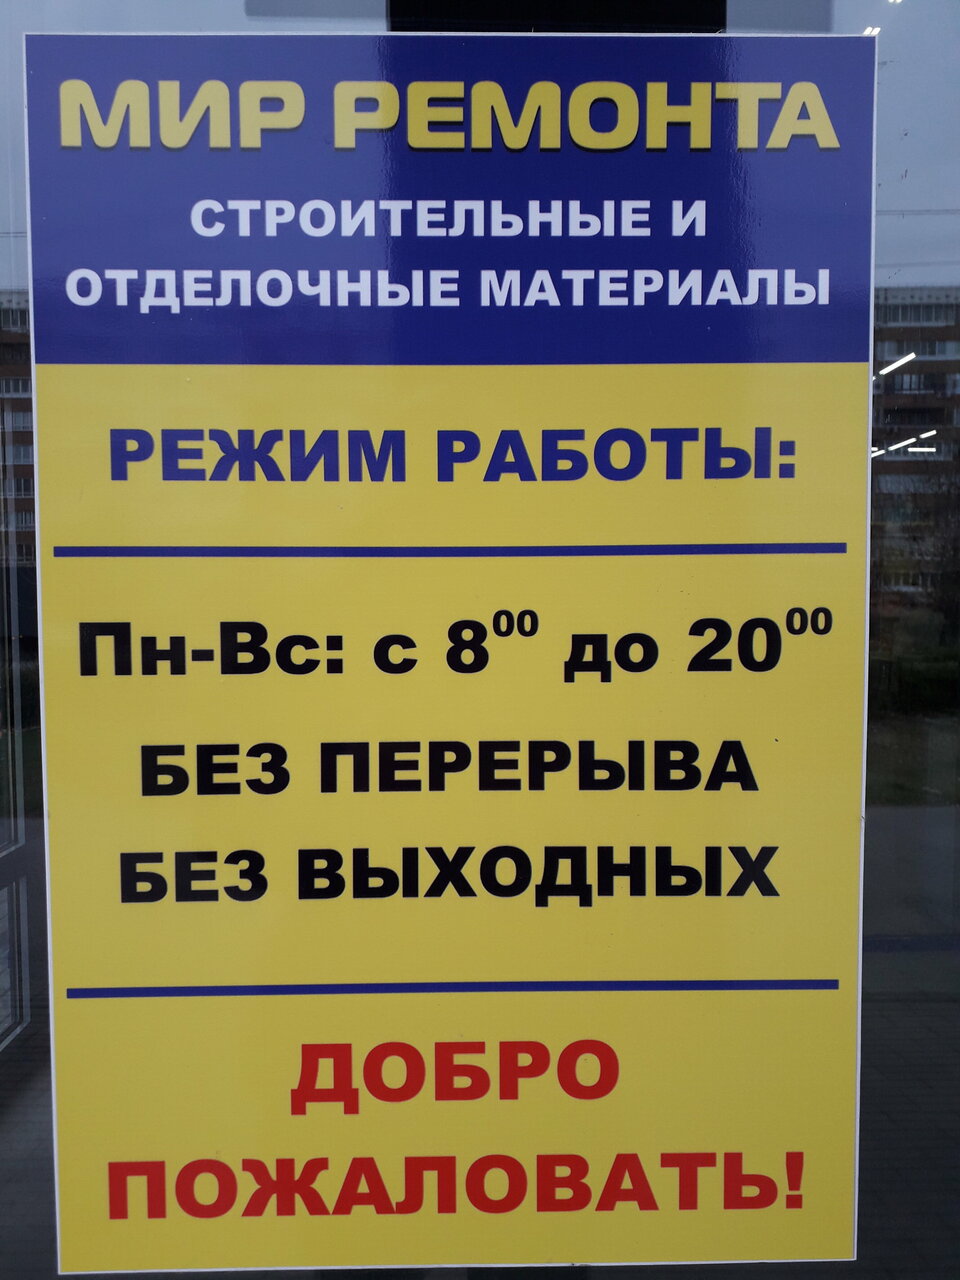 МИР РЕМОНТА
СТРОИТЕЛЬНЫЕ И
ОТДЕЛОЧНЫЕ МАТЕРИАЛЫ
РЕЖИМ РАБОТЫ:
Пн-Вс: с 8⁰⁰ до 20⁰⁰
БЕЗ ПЕРЕРЫВА
БЕЗ ВЫХОДНЫХ
ДОБРО
ПОЖАЛОВАТЬ!